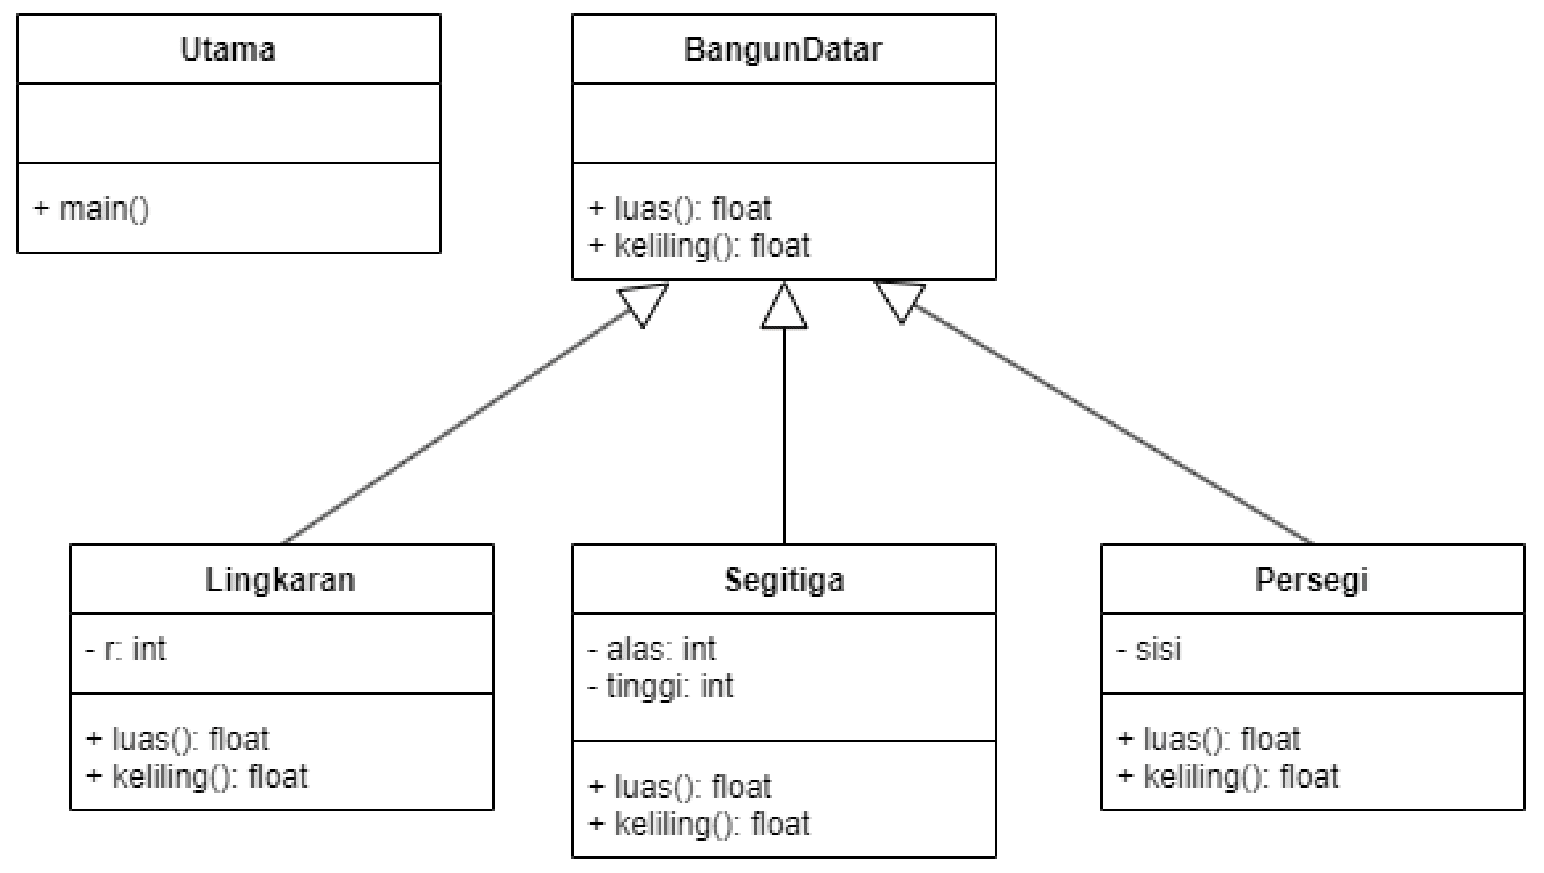 Utama
+ main()
BangunDatar
+ luas(): float
+ keliling(): float
Lingkaran
- r: int
+ luas(): float
+ keliling(): float
Segitiga
- alas: int
- tinggi: int
+ luas(): float
+ keliling(): float
Persegi
- sisi
+ luas(): float
+ keliling(): float